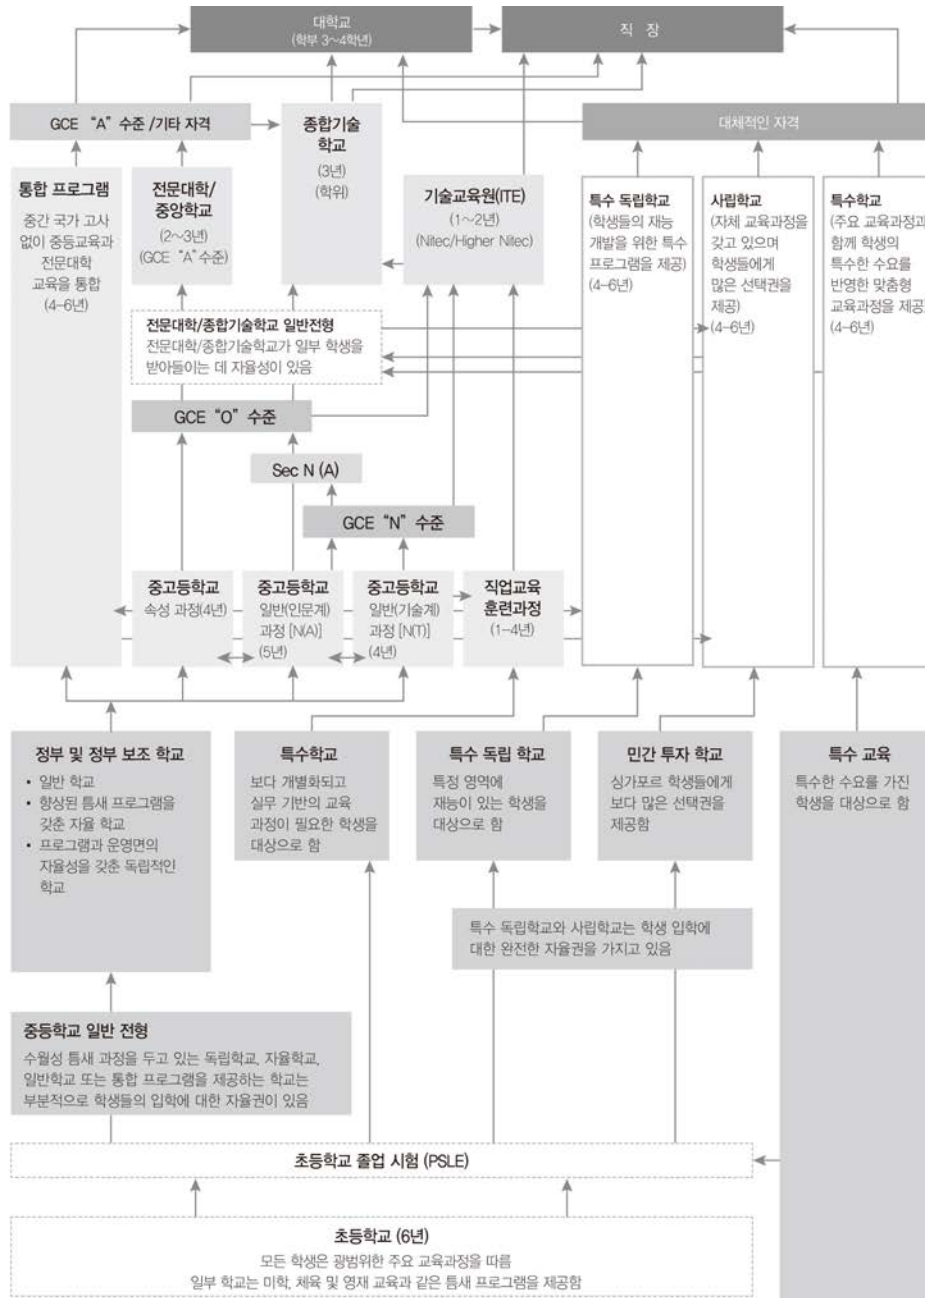 대학교
(학부 3~4학년)
직 장
GCE “A” 수준 /기타 자격
종합기술
학교
(3년)
(학위)
대체적인 자격
통합 프로그램
중간 국가 고사
없이 중등교육과
전문대학
교육을 통합
(4-6년)
전문대학/
중앙학교
(2~3년)
(GCE “A”수준)
기술교육원(ITE)
(1~2년)
(Nitec/Higher Nitec)
특수 독립학교
(학생들의 재능
개발을 위한 특수
프로그램을 제공)
(4-6년)
사립학교
(자체 교육과정을
갖고 있으며
학생들에게
많은 선택권을
제공)
(4-6년)
특수학교
(주요 교육과정과
함께 학생의
특수한 수요를
반영한 맞춤형
교육과정을 제공)
(4-6년)
전문대학/종합기술학교 일반전형
전문대학/종합기술학교가 일부 학생을
받아들이는 데 자율성이 있음
GCE “O” 수준
Sec N (A)
GCE “N” 수준
중고등학교
속성 과정(4년)
중고등학교
일반(인문계)
과정 [N(A)]
(5년)
중고등학교
일반(기술계)
과정 [N(T)]
(4년)
직업교육
훈련과정
(1-4년)
정부 및 정부 보조 학교
• 일반 학교
• 향상된 틈새 프로그램을
갖춘 자율 학교
• 프로그램과 운영면의
자율성을 갖춘 독립적인
학교
특수학교
보다 개별화되고
실무 기반의 교육
과정이 필요한 학생을
대상으로 함
특수 독립 학교
특정 영역에
재능이 있는 학생을
대상으로 함
민간 투자 학교
싱가포르 학생들에게
보다 많은 선택권을
제공함
특수 교육
특수한 수요를 가진
학생을 대상으로 함
특수 독립학교와 사립학교는 학생 입학에
대한 완전한 자율권을 가지고 있음
중등학교 일반 전형
수월성 틈새 과정을 두고 있는 독립학교, 자율학교,
일반학교 또는 통합 프로그램을 제공하는 학교는
부분적으로 학생들의 입학에 대한 자율권이 있음
초등학교 졸업 시험 (PSLE)
초등학교 (6년)
모든 학생은 광범위한 주요 교육과정을 따름
일부 학교는 미학, 체육 및 영재 교육과 같은 틈새 프로그램을 제공함